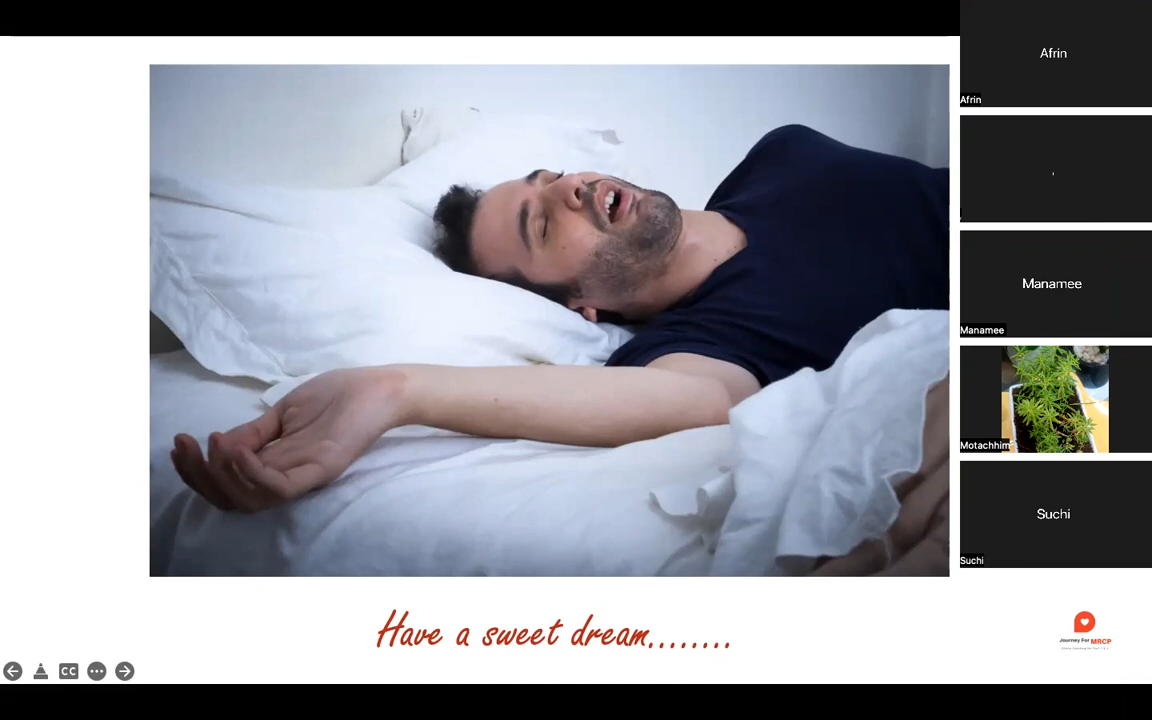 Afrin
Afrin
Manamee
Manamee
Motachhim
Suchi
Suchi
Have a sweet dream........
Journey For MRCP
CC